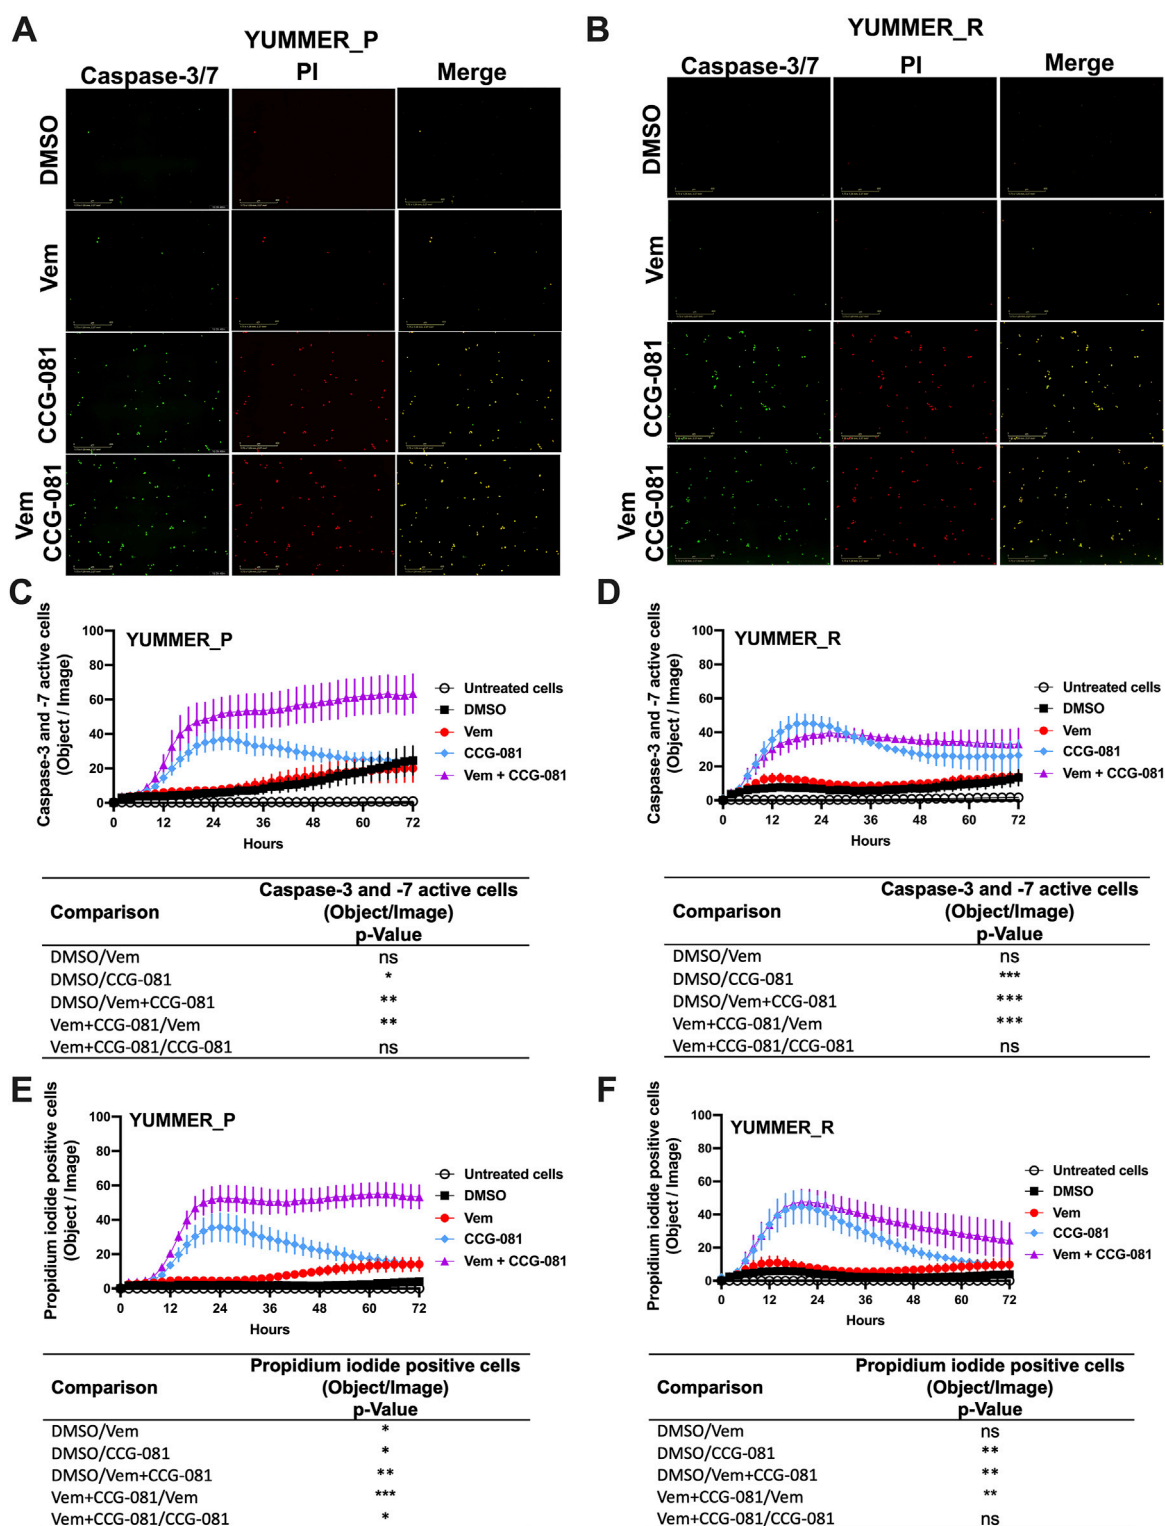 A
YUMMER_P
Caspase-3/7 PI Merge
DMSO
Vem
CCG-081
Vem
CCG-081
B
YUMMER_R
Caspase-3/7 PI Merge
DMSO
Vem
CCG-081
Vem
CCG-081
C
YUMMER_P
Caspase-3 and -7 active cells
(Object / Image)
100
80
60
40
20
0
0 12 24 36 48 60 72
Hours
Untreated cells
DMSO
Vem
CCG-081
Vem + CCG-081
Comparison
Caspase-3 and -7 active cells
(Object/Image)
p-Value
DMSO/Vem ns
DMSO/CCG-081 *
DMSO/Vem+CCG-081 **
Vem+CCG-081/Vem **
Vem+CCG-081/CCG-081 ns
D
YUMMER_R
Caspase-3 and -7 active cells
(Object / Image)
100
80
60
40
20
0
0 12 24 36 48 60 72
Hours
Untreated cells
DMSO
Vem
CCG-081
Vem + CCG-081
Comparison
Caspase-3 and -7 active cells
(Object/Image)
p-Value
DMSO/Vem ns
DMSO/CCG-081 ***
DMSO/Vem+CCG-081 ***
Vem+CCG-081/Vem ***
Vem+CCG-081/CCG-081 ns
E
YUMMER_P
Propidium iodide positive cells
(Object / Image)
100
80
60
40
20
0
0 12 24 36 48 60 72
Hours
Untreated cells
DMSO
Vem
CCG-081
Vem + CCG-081
Comparison
Propidium iodide positive cells
(Object/Image)
p-Value
DMSO/Vem *
DMSO/CCG-081 *
DMSO/Vem+CCG-081 **
Vem+CCG-081/Vem ***
Vem+CCG-081/CCG-081 *
F
YUMMER_R
Propidium iodide positive cells
(Object / Image)
100
80
60
40
20
0
0 12 24 36 48 60 72
Hours
Untreated cells
DMSO
Vem
CCG-081
Vem + CCG-081
Comparison
Propidium iodide positive cells
(Object/Image)
p-Value
DMSO/Vem ns
DMSO/CCG-081 **
DMSO/Vem+CCG-081 **
Vem+CCG-081/Vem **
Vem+CCG-081/CCG-081 ns